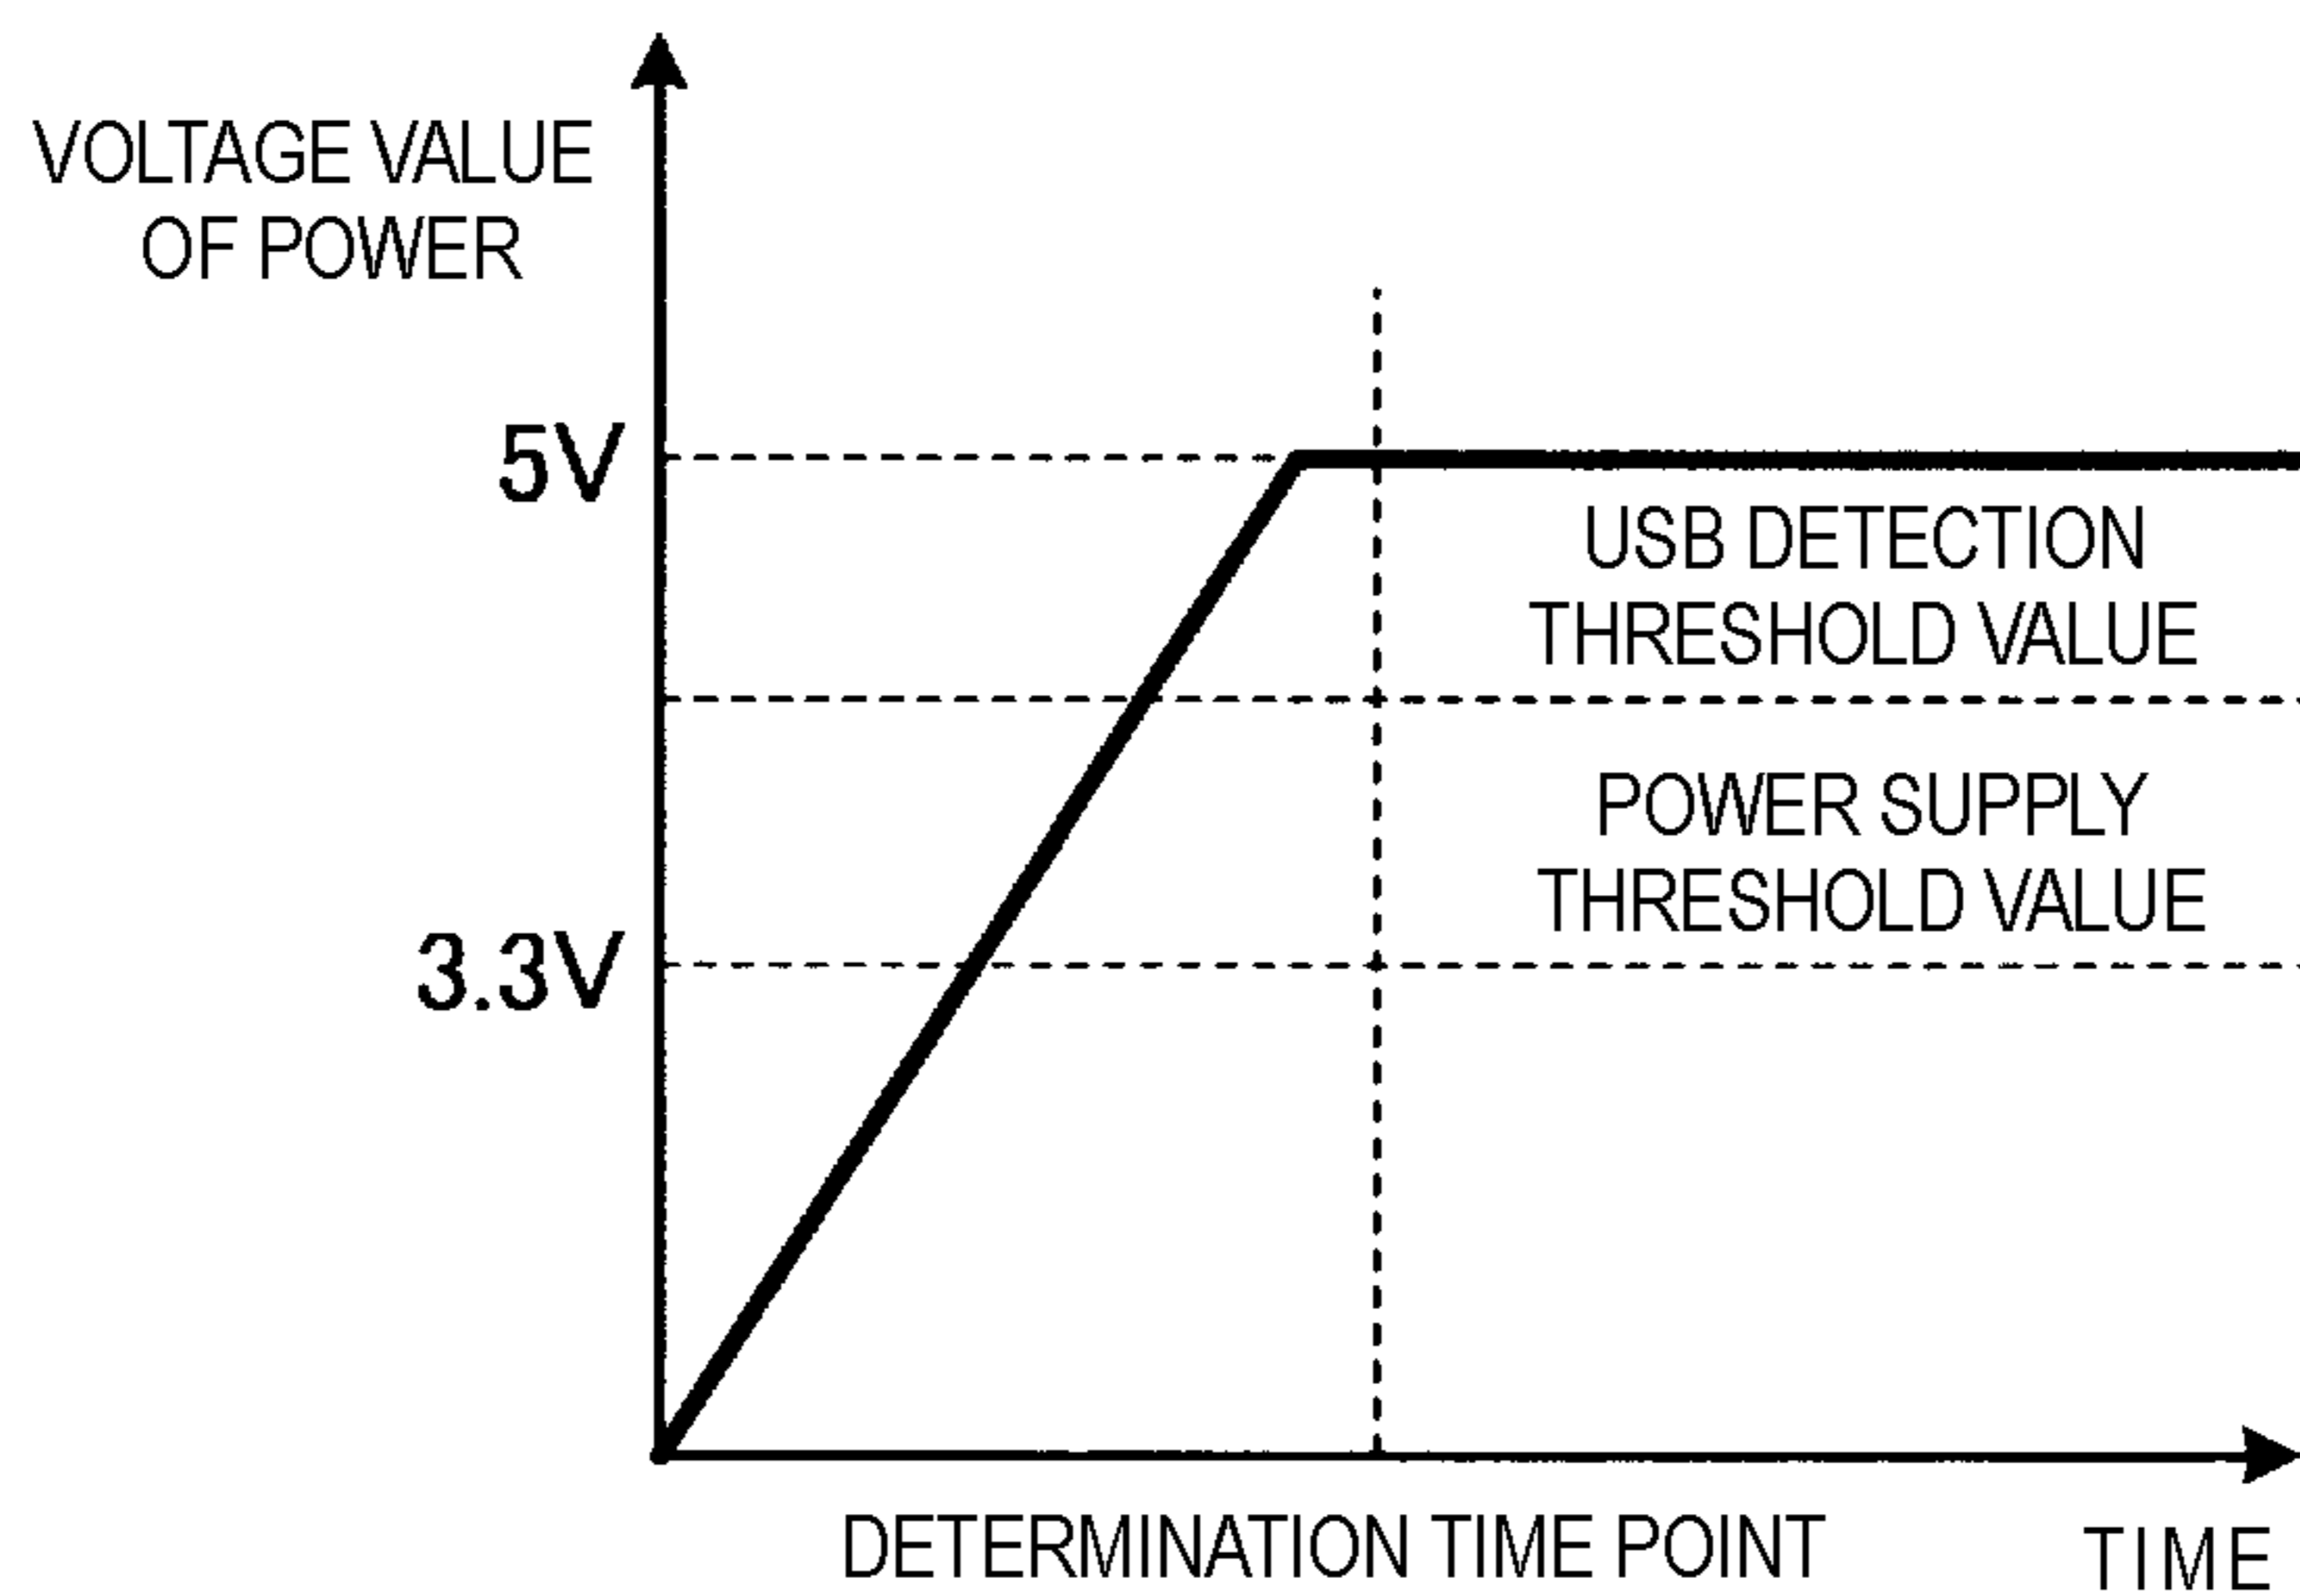 VOLTAGE VALUE
OF POWER
5V
USB DETECTION
THRESHOLD VALUE
POWER SUPPLY
THRESHOLD VALUE
3.3V
DETERMINATION TIME POINT
TIME